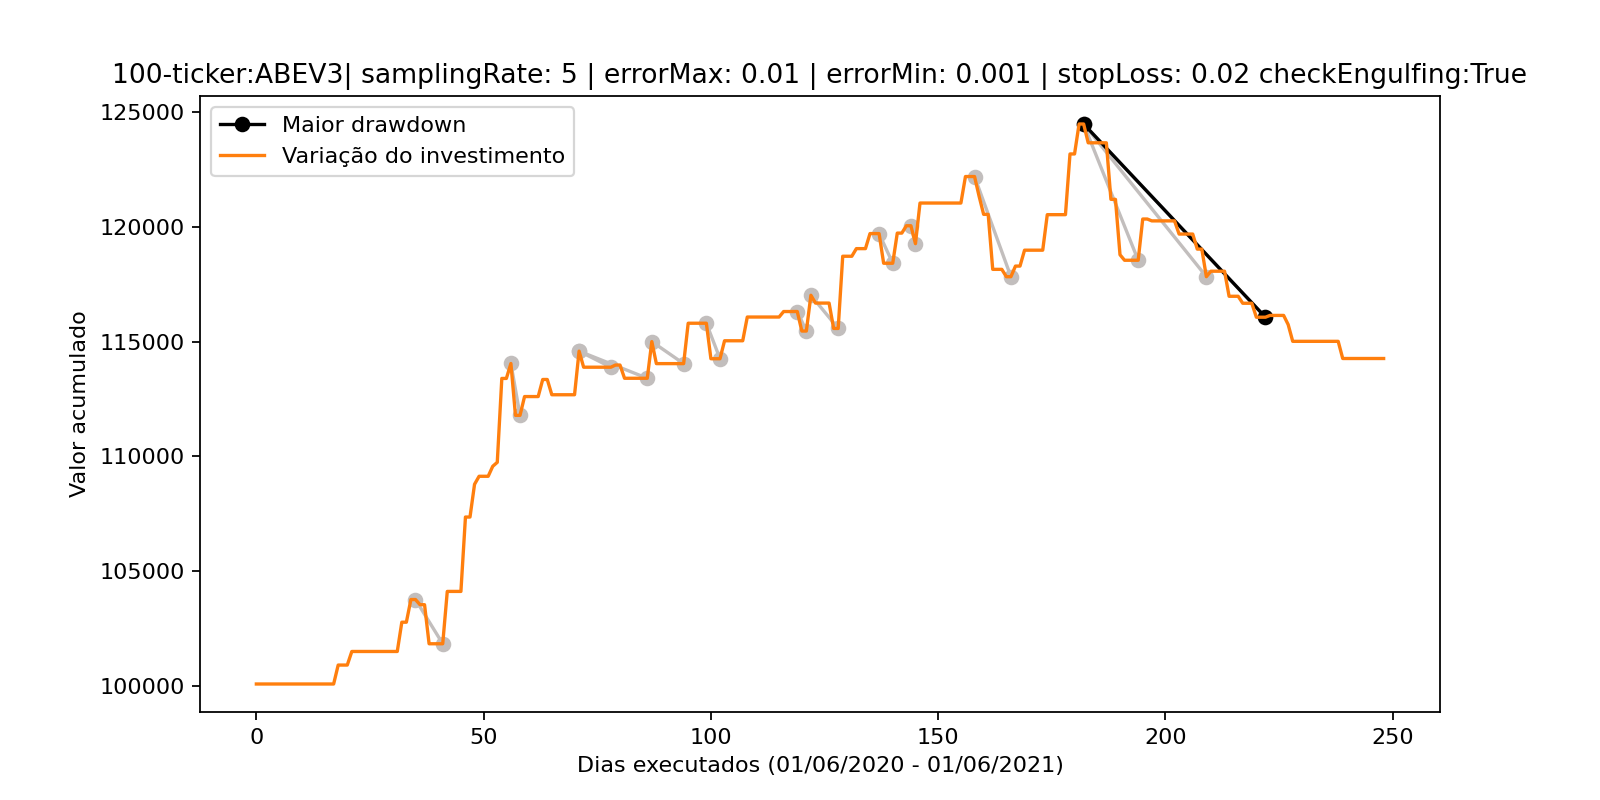 100-ticker:ABEV3| samplingRate: 5 | errorMax: 0.01 | errorMin: 0.001 | stopLoss: 0.02 checkEngulfing:True
Maior drawdown
Variação do investimento
125000
120000
115000
110000
105000
100000
Valor acumulado
0 50 100 150 200 250
Dias executados (01/06/2020 - 01/06/2021)